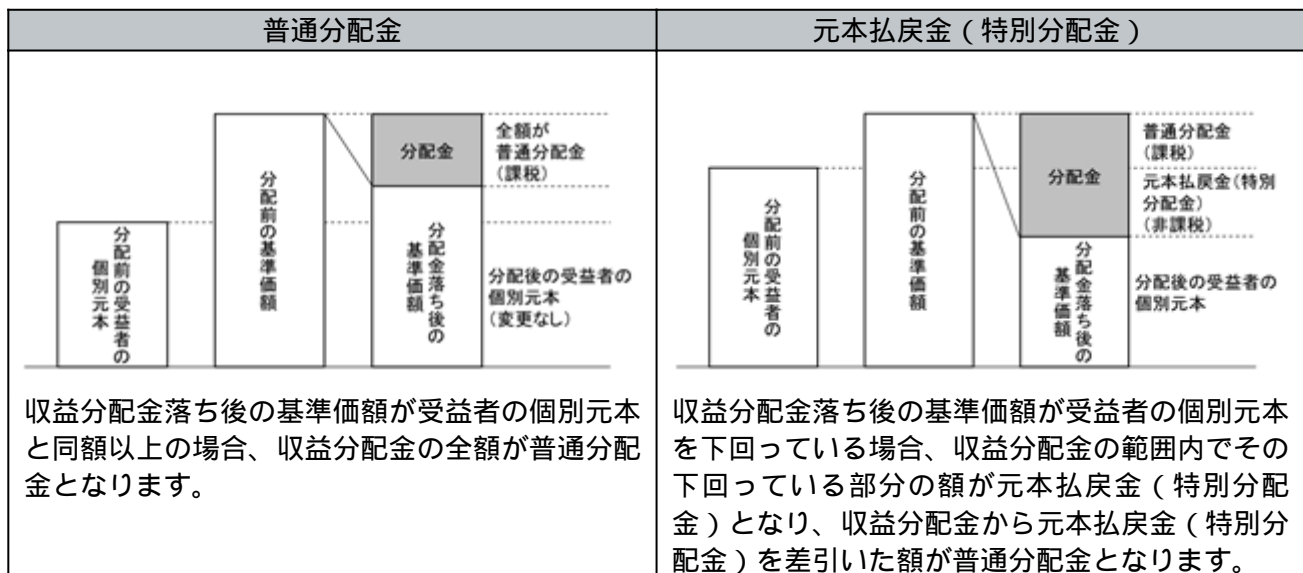 普通分配金
分配前の受益者の
個別元本
分配前の基準価額
分配金
分配金落ち後の
基準価額
全額が
普通分配金
(課税)
分配後の受益者の
個別元本
(変更なし)
収益分配金落ち後の基準価額が受益者の個別元本
と同額以上の場合、収益分配金の全額が普通分配
金となります。
元本払戻金（特別分配金）
分配前の受益者の
個別元本
分配前の基準価額
分配金
分配金落ち後の
基準価額
普通分配金
(課税)
元本払戻金(特別
分配金)
(非課税)
分配後の受益者の
個別元本
収益分配金落ち後の基準価額が受益者の個別元本
を下回っている場合、収益分配金の範囲内でその
下回っている部分の額が元本払戻金（特別分配
金）となり、収益分配金から元本払戻金（特別分
配金）を差引いた額が普通分配金となります。